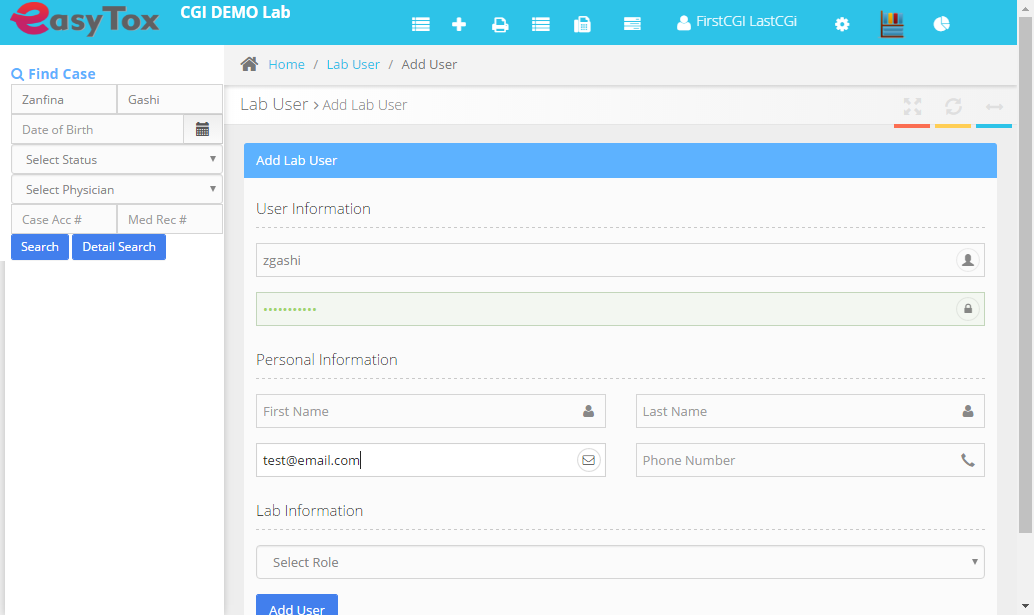 easyTox
CGI DEMO Lab
FirstCGI LastCGi
Find Case
Zanfina
Gashi
Date of Birth
Select Status
Select Physician
Case Acc #
Med Rec #
Search
Detail Search
Home / Lab User / Add User
Lab User > Add Lab User
Add Lab User
User Information
zgashi
•••••••••••
Personal Information
First Name
Last Name
test@email.com
Phone Number
Lab Information
Select Role
Add User